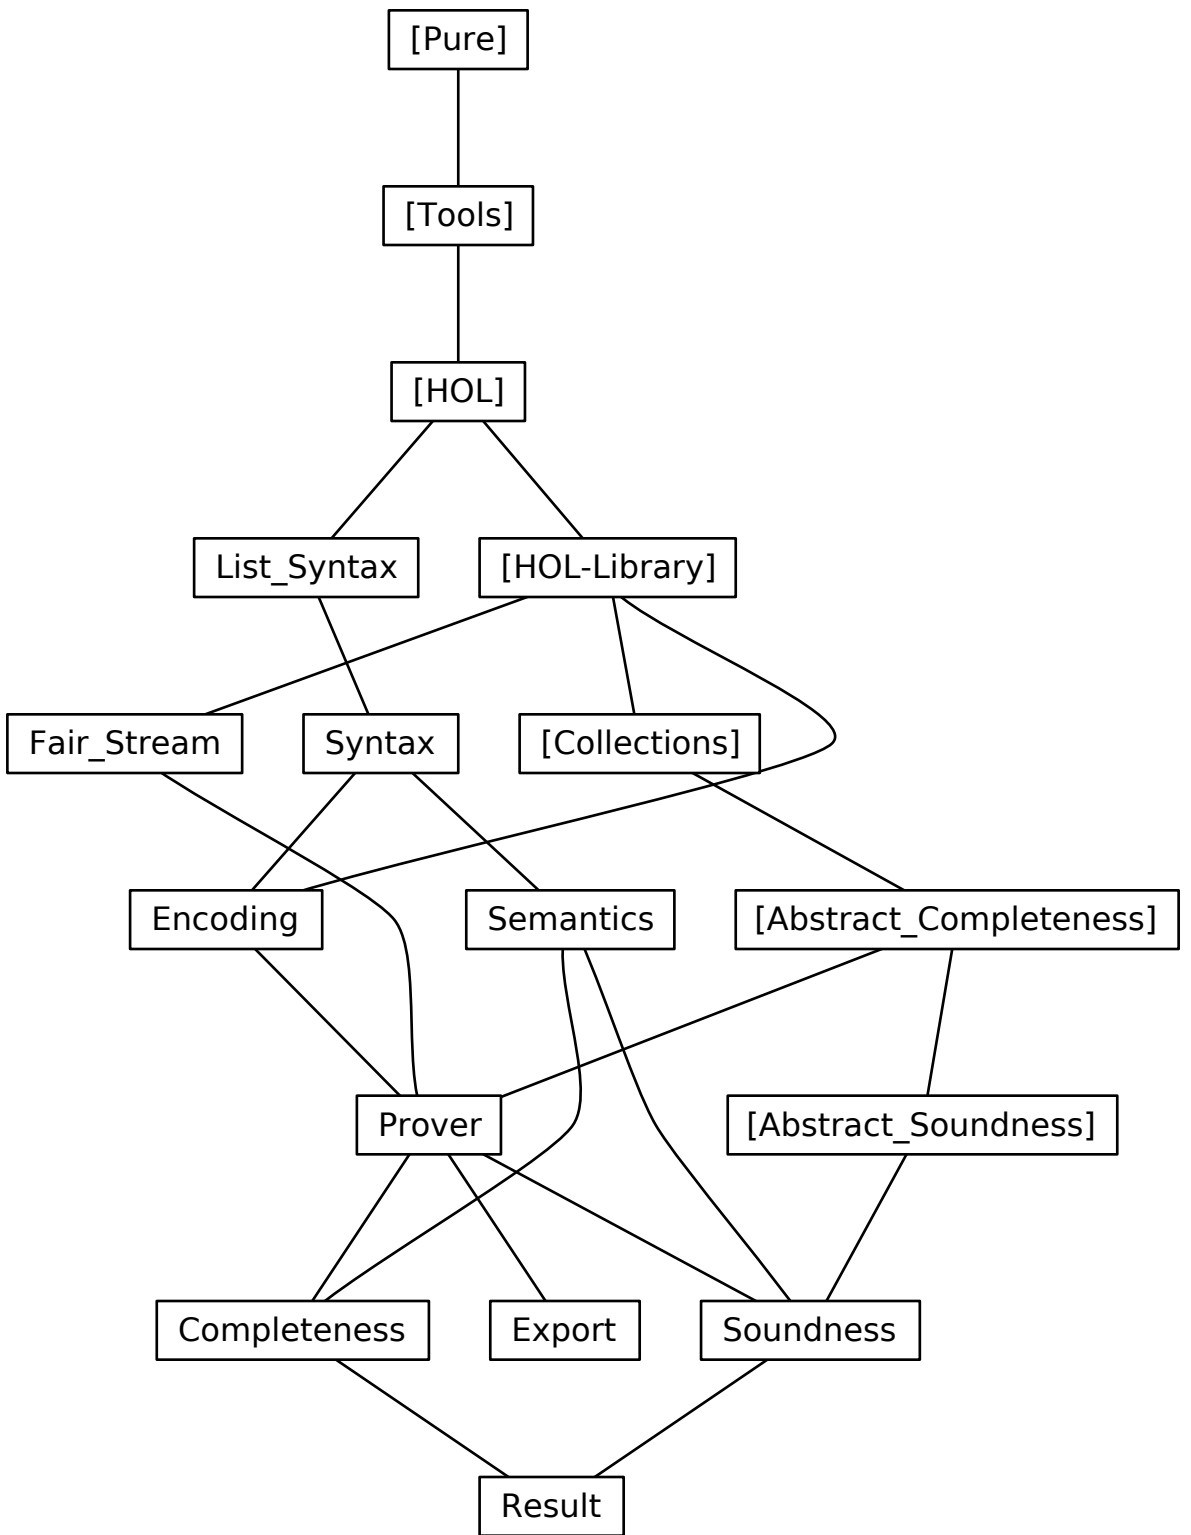 [Pure]
[Tools]
[HOL]
List_Syntax
[HOL-Library]
Fair_Stream
Syntax
[Collections]
Encoding
Semantics
[Abstract_Completeness]
Prover
[Abstract_Soundness]
Completeness
Export
Soundness
Result